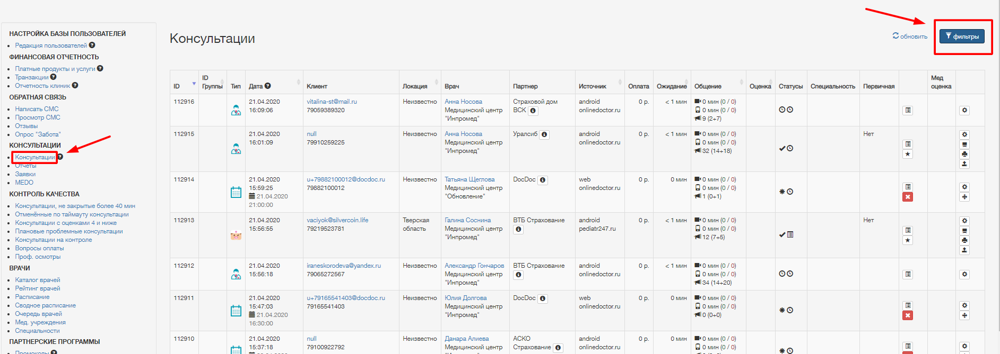 НАСТРОЙКА БАЗЫ ПОЛЬЗОВАТЕЛЕЙ
Редакция пользователей
ФИНАНСОВАЯ ОТЧЕТНОСТЬ
Платные продукты и услуги
Транзакции
Отчетность клиник
ОБРАТНАЯ СВЯЗЬ
Написать СМС
Просмотр СМС
Отзывы
Опрос "Забота"
КОНСУЛЬТАЦИИ
Консультации
Отчеты
Заявки
MEDO
КОНТРОЛЬ КАЧЕСТВА
Консультации, не закрытые более 40 мин
Отменённые по таймауту консультации
Консультации с оценками 4 и ниже
Плановые проблемные консультации
Консультации на контроле
Вопросы оплаты
Проф. осмотры
ВРАЧИ
Каталог врачей
Рейтинг врачей
Расписание
Сводное расписание
Очередь врачей
Мед. учреждения
Специальности
ПАРТНЕРСКИЕ ПРОГРАММЫ
Промокоды
Консультации
обновить
фильтры
ID
ID Группы
Тип
Дата
Клиент
Локация
Врач
Партнер
Источник
Оплата
Ожидание
Общение
Оценка
Статусы
Специальность
Первичная
Мед оценка
112916
21.04.2020
16:09:06
vitalina-st@mail.ru
79059389320
Неизвестно
Анна Носова
Медицинский центр
"Инпромед"
Страховой дом
ВСК
android
onlinedoctor.ru
0 р.
< 1 мин
0 мин (0 / 0)
0 мин (0 / 0)
9 (2+7)
112915
21.04.2020
16:01:09
null
79910259225
Неизвестно
Анна Носова
Медицинский центр
"Инпромед"
Уралсиб
android
onlinedoctor.ru
0 р.
< 1 мин
0 мин (0 / 0)
0 мин (0 / 0)
32 (14+18)
Нет
112914
21.04.2020
15:59:25
21.04.2020
21:00:00
u+79882100012@docdoc.ru
79882100012
Неизвестно
Татьяна Щеглова
Медицинский центр
"Обновление"
DocDoc
web
onlinedoctor.ru
0 р.
0 мин
0 мин (0 / 0)
0 мин (0 / 0)
1 (0+1)
112913
21.04.2020
15:56:55
vaciyok@silvercoin.life
79219523781
Тверская
область
Галина Соснина
Медицинский центр
"Инпромед"
ВТБ Страхование
android
pediatr247.ru
0 р.
< 1 мин
0 мин (0 / 0)
0 мин (0 / 0)
12 (7+5)
Нет
112912
21.04.2020
15:56:18
iraneskorodeva@yandex.ru
79065272567
Неизвестно
Александр Гончаров
Медицинский центр
"Инпромед"
ВТБ Страхование
android
onlinedoctor.ru
0 р.
< 1 мин
0 мин (0 / 0)
0 мин (0 / 0)
34 (14+20)
112911
21.04.2020
15:47:03
21.04.2020
16:30:00
u+79165541403@docdoc.ru
79165541403
Неизвестно
Юлия Долгова
Медицинский центр
"Инпромед"
DocDoc
web
onlinedoctor.ru
0 р.
0 мин
0 мин (0 / 0)
0 мин (0 / 0)
0 (0+0)
112910
21.04.2020
15:37:18
null
79100922792
Неизвестно
Данара Алиева
Медицинский центр
АСКО
Страхование
android
onlinedoctor.ru
0 р.
0 мин
0 мин (0 / 0)
0 мин (0 / 0)